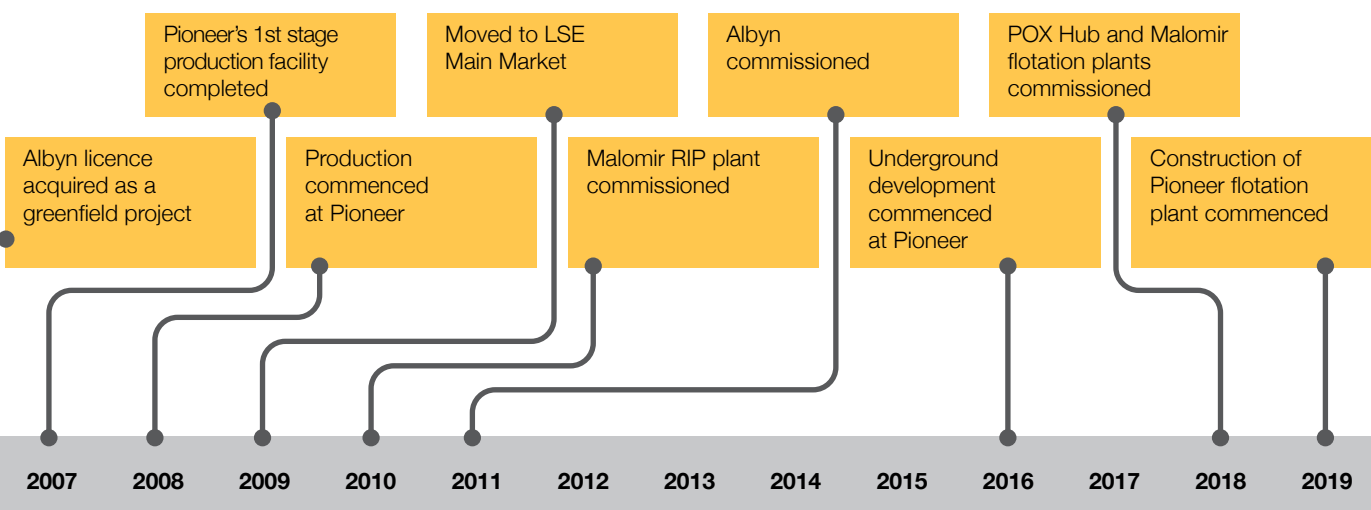 Pioneer’s 1st stage
production facility
completed
Moved to LSE
Main Market
Albyn
commissioned
POX Hub and Malomir
flotation plants
commissioned
Albyn licence
acquired as a
greenfield project
Production
commenced
at Pioneer
Malomir RIP plant
commissioned
Underground
development
commenced
at Pioneer
Construction of
Pioneer flotation
plant commenced
2007 2008 2009 2010 2011 2012 2013 2014 2015 2016 2017 2018 2019